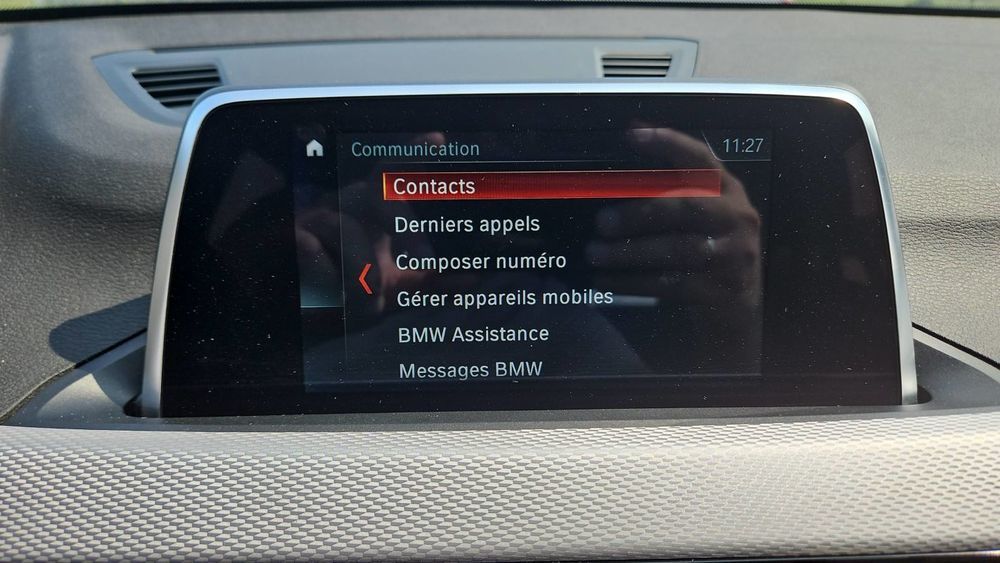 Communication
11:27
Contacts
Derniers appels
Composer numéro
Gérer appareils mobiles
BMW Assistance
Messages BMW